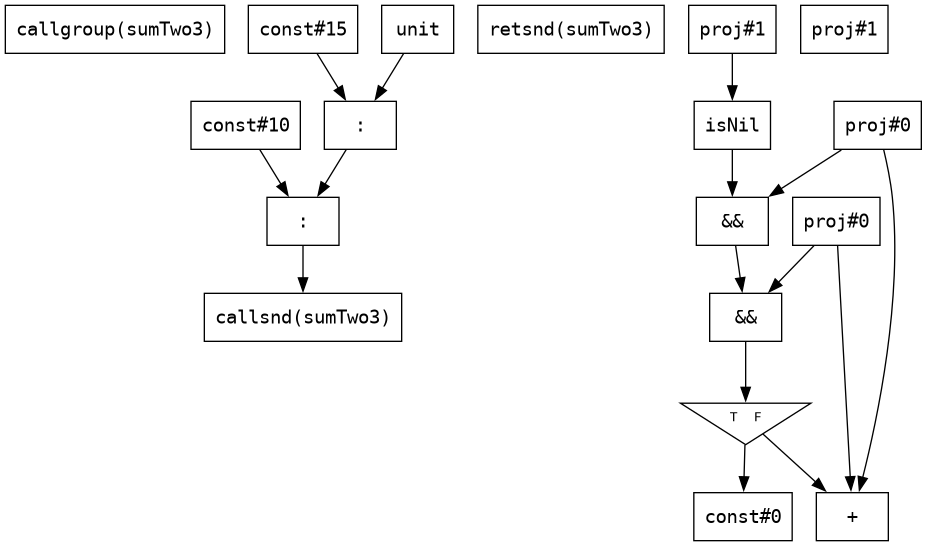 callgroup(sumTwo3)
const#15
unit
retsnd(sumTwo3)
proj#1
proj#1
const#10
:
isNil
proj#0
:
&&
proj#0
callsnd(sumTwo3)
&&
T F
const#0
+